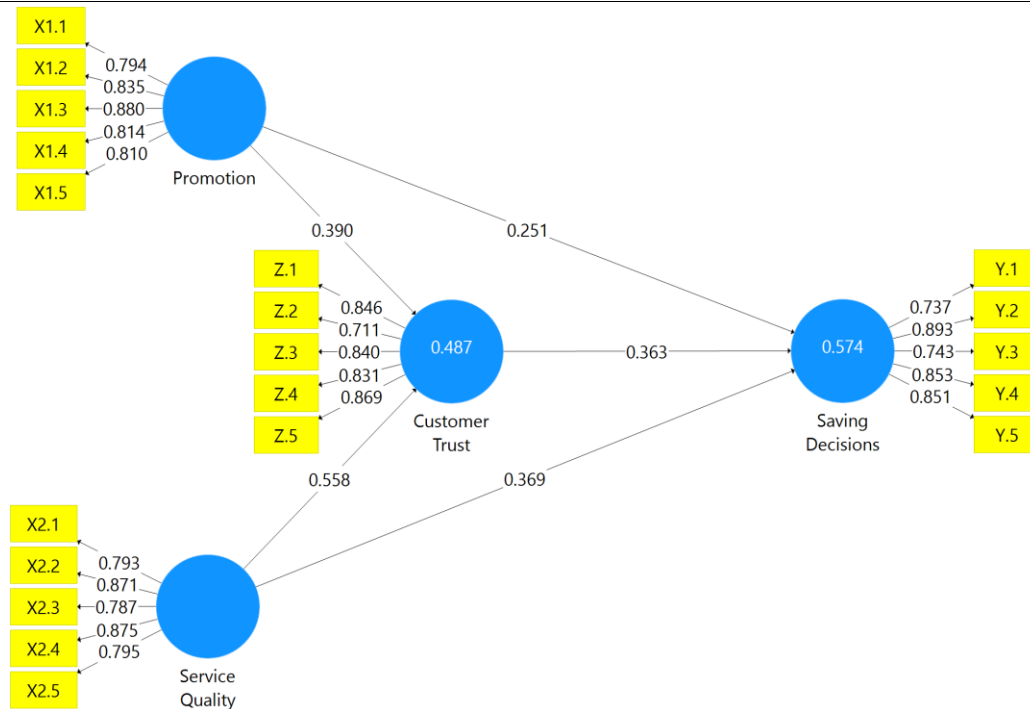 X1.1
X1.2
X1.3
X1.4
X1.5
0.794
0.835
0.880
0.814
0.810
Promotion
0.390
0.251
Z.1
Z.2
Z.3
Z.4
Z.5
0.846
0.711
0.840
0.831
0.869
0.487
Customer
Trust
0.363
0.574
Saving
Decisions
0.737
0.893
0.743
0.853
0.851
Y.1
Y.2
Y.3
Y.4
Y.5
0.558
0.369
X2.1
X2.2
X2.3
X2.4
X2.5
0.793
0.871
0.787
0.875
0.795
Service
Quality